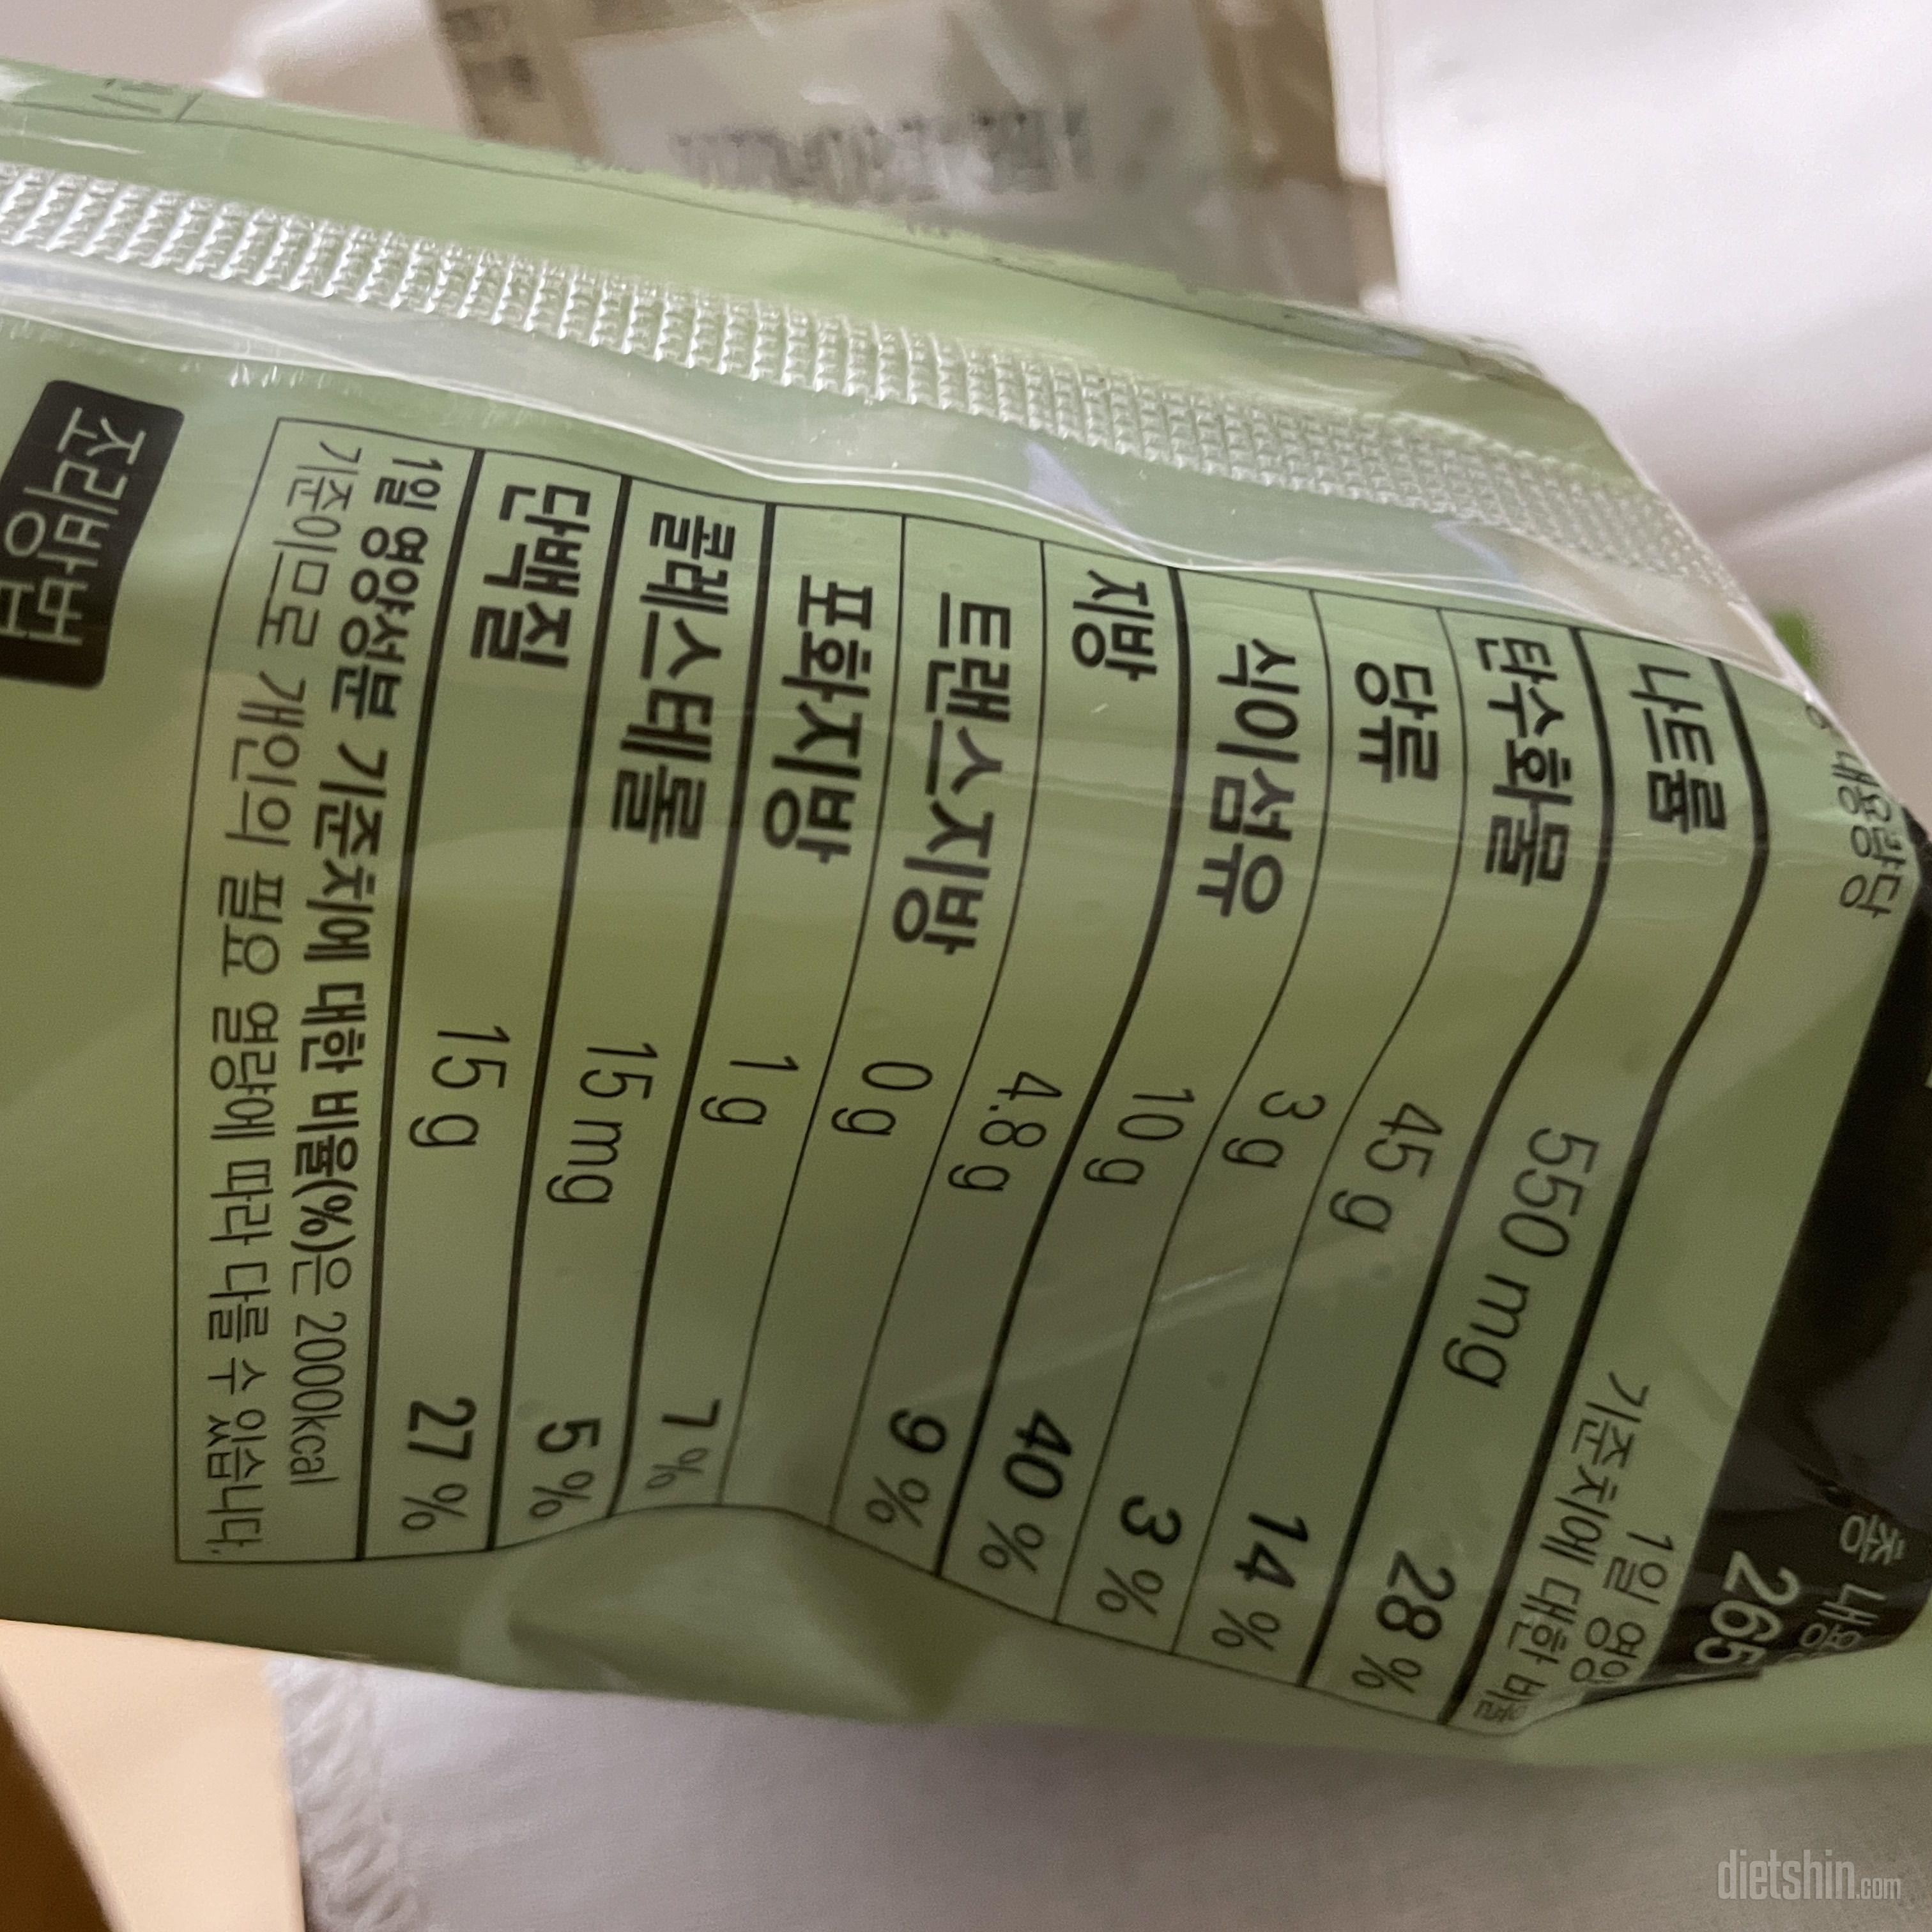 총 내용
265
총 내용량당
1일 영양
기준치에 대한 비율
나트륨 550 mg 28 %
탄수화물 45 g 14 %
당류 3 g 3 %
식이섬유 10 g 40 %
지방 4.8 g 9 %
트랜스지방 0 g
포화지방 1 g 7 %
콜레스테롤 15 mg 5 %
단백질 15 g 27 %
1일 영양성분 기준치에 대한 비율(%)은 2000kcal
기준이므로 개인의 필요 열량에 따라 다를 수 있습니다.
조리방법
dietshin.com